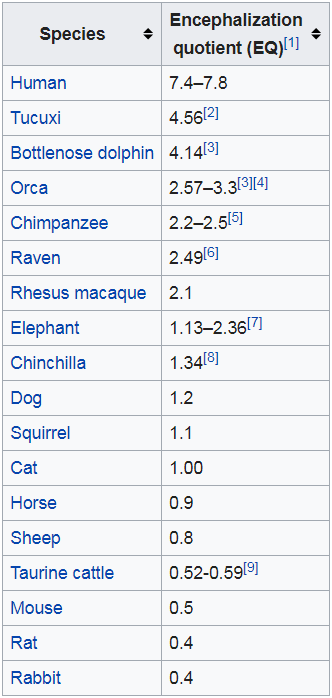 Species Encephalization
quotient (EQ)[1]
Human 7.4–7.8
Tucuxi 4.56[2]
Bottlenose dolphin 4.14[3]
Orca 2.57–3.3[3][4]
Chimpanzee 2.2–2.5[5]
Raven 2.49[6]
Rhesus macaque 2.1
Elephant 1.13–2.36[7]
Chinchilla 1.34[8]
Dog 1.2
Squirrel 1.1
Cat 1.00
Horse 0.9
Sheep 0.8
Taurine cattle 0.52-0.59[9]
Mouse 0.5
Rat 0.4
Rabbit 0.4